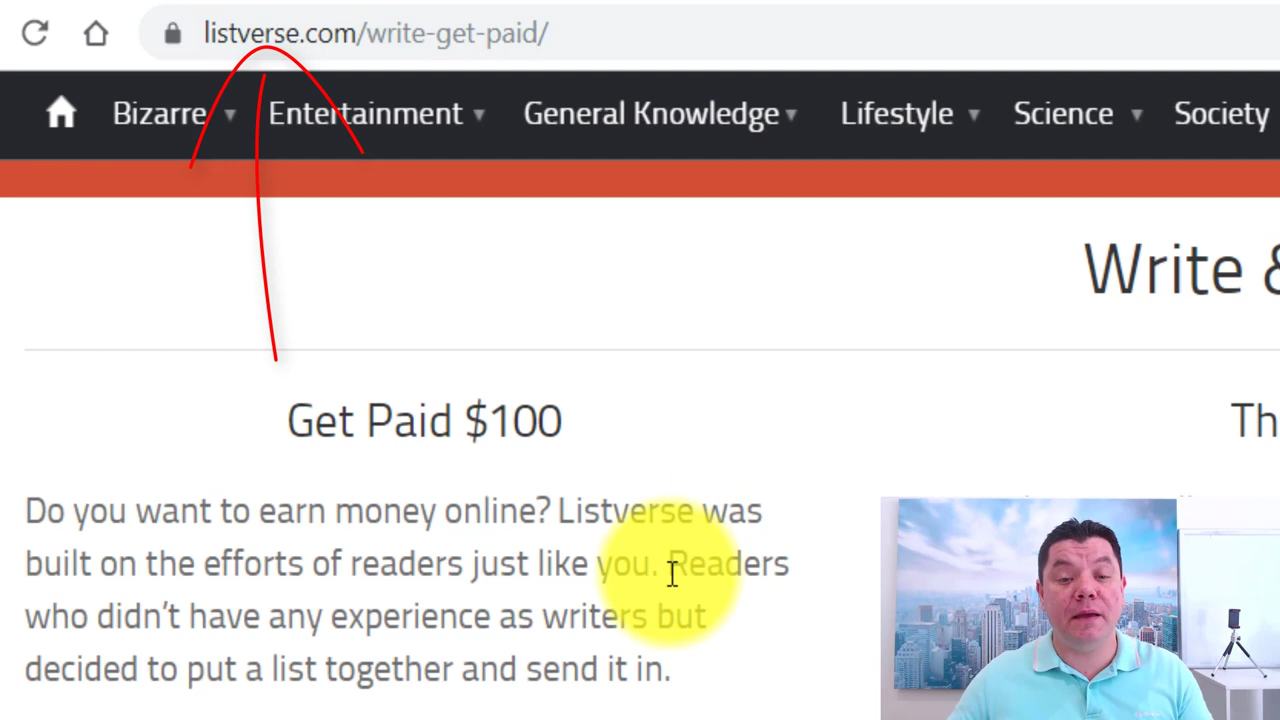 listverse.com/write-get-paid/
Bizarre Entertainment General Knowledge Lifestyle Science Society
Write &
Get Paid $100
Th
Do you want to earn money online? Listverse was
built on the efforts of readers just like you. Readers
who didn't have any experience as writers but
decided to put a list together and send it in.